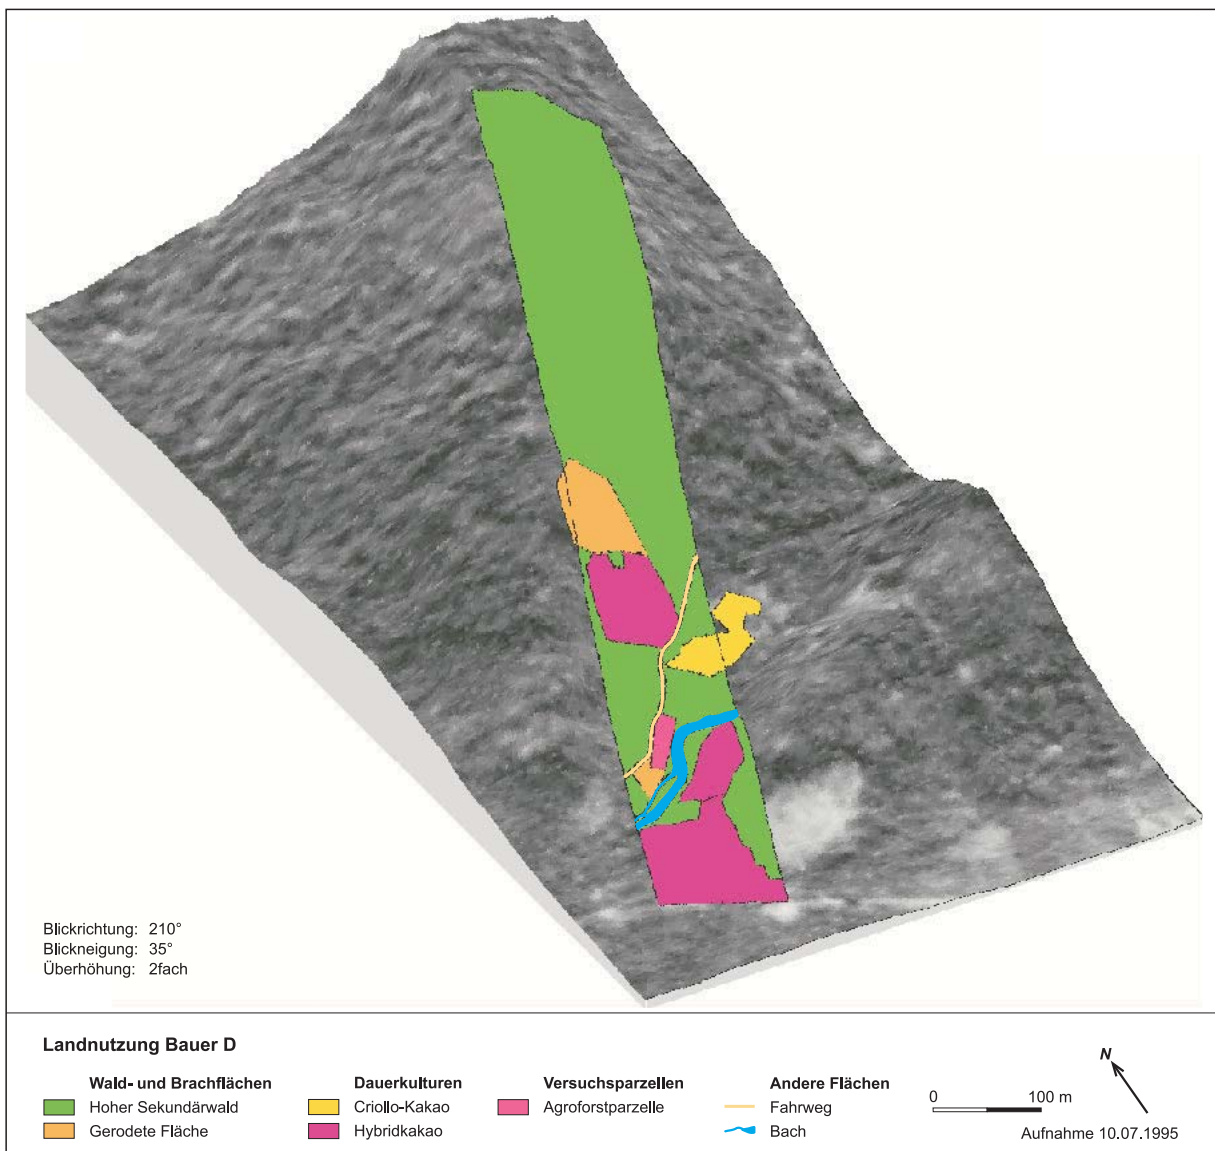 Blickrichtung: 210°
Blickneigung: 35°
Überhöhung: 2fach
Landnutzung Bauer D
Wald- und Brachflächen
Hoher Sekundärwald
Gerodete Fläche
Dauerkulturen
Criollo-Kakao
Hybridkakao
Versuchsparzellen
Agroforstparzelle
Andere Flächen
Fahrweg
Bach
0 100 m
N
Aufnahme 10.07.1995